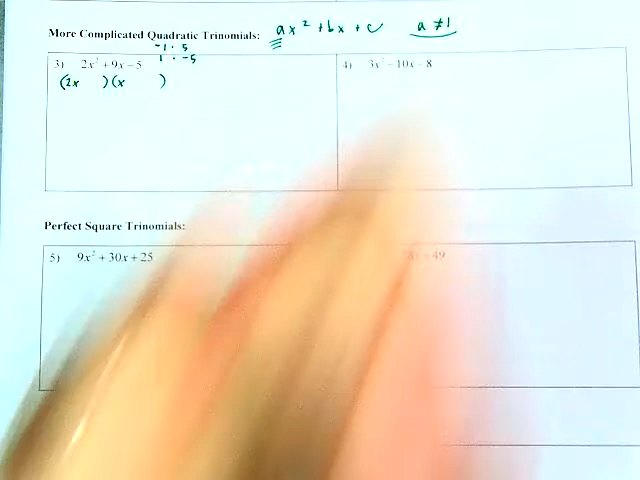 More Complicated Quadratic Trinomials: ax² + bx + c a ≠ 1
-1 · 5
3) 2x² + 9x – 5 1 · -5
4) 3x² – 10x – 8
(2x )(x )
Perfect Square Trinomials:
5) 9x² + 30x + 25
49